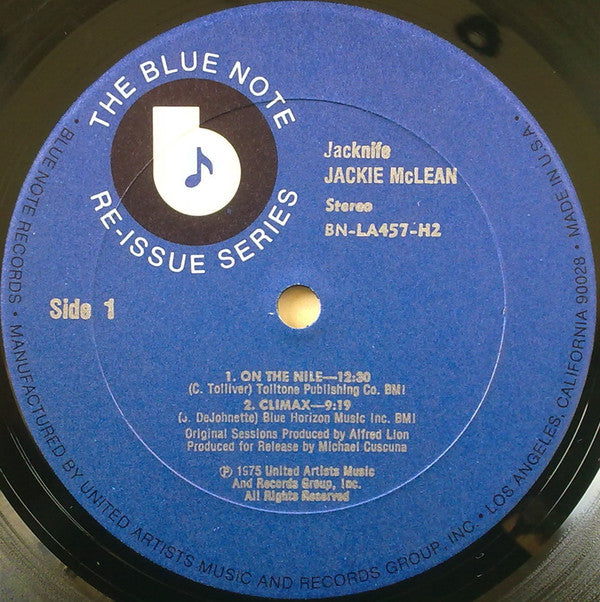 THE BLUE NOTE
RE-ISSUE SERIES
b
Jacknife
JACKIE McLEAN
Stereo
BN-LA457-H2
Side 1
1. ON THE NILE—12:30
(C. Tolliver) Tolltone Publishing Co. BMI
2. CLIMAX—9:19
(J. DeJohnette) Blue Horizon Music Inc. BMI
Original Sessions Produced by Alfred Lion
Produced for Release by Michael Cuscuna
℗ 1975 United Artists Music
And Records Group, Inc.
All Rights Reserved
• BLUE NOTE RECORDS • MANUFACTURED BY UNITED ARTISTS MUSIC AND RECORDS GROUP, INC. • LOS ANGELES, CALIFORNIA 90028 • MADE IN U.S.A. •